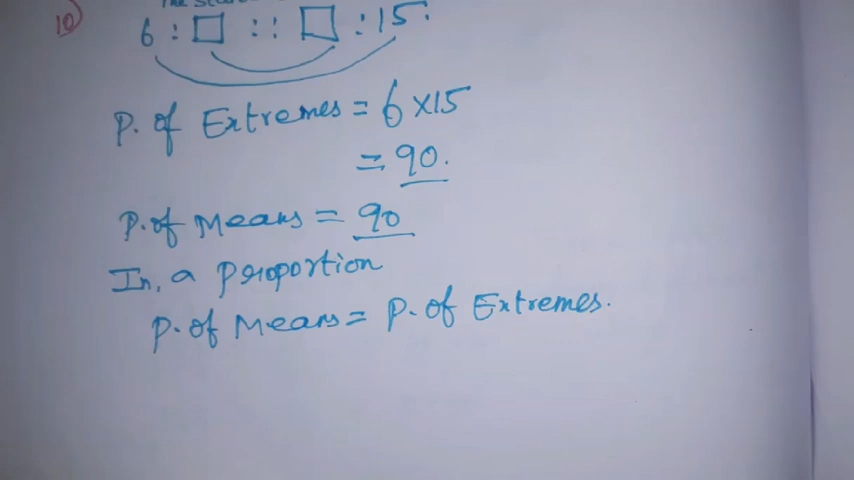 10)
6 : □ : : □ : 15.
P. of Extremes = 6 × 15
= 90.
P. of Means = 90
In, a proportion
P. of Means = P. of Extremes.